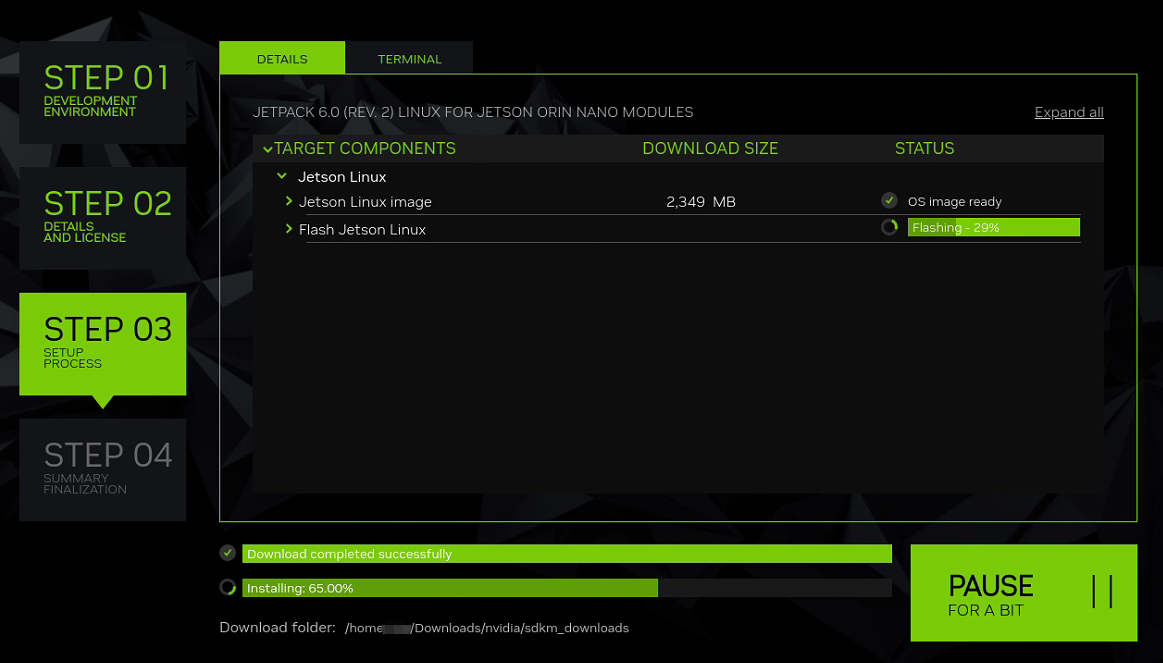 STEP 01
DEVELOPMENT
ENVIRONMENT
STEP 02
DETAILS
AND LICENSE
STEP 03
SETUP
PROCESS
STEP 04
SUMMARY
FINALIZATION
DETAILS TERMINAL
JETPACK 6.0 (REV. 2) LINUX FOR JETSON ORIN NANO MODULES Expand all
TARGET COMPONENTS DOWNLOAD SIZE STATUS
Jetson Linux
Jetson Linux image 2,349 MB OS image ready
Flash Jetson Linux Flashing - 29%
Download completed successfully
Installing: 65.00%
Download folder: /home /Downloads/nvidia/sdkm_downloads
PAUSE
FOR A BIT